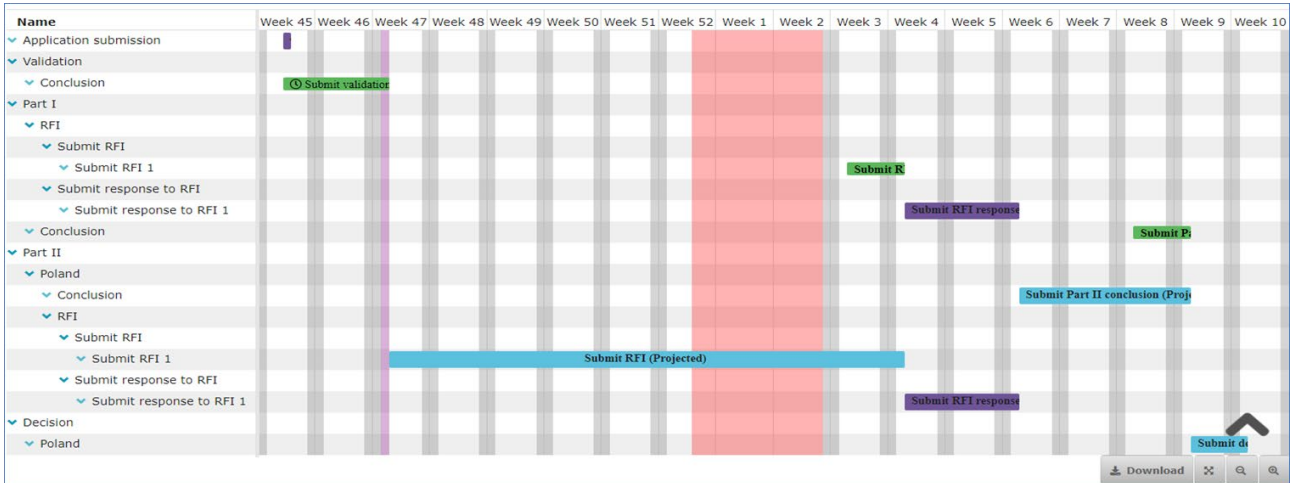 Name Week 45 Week 46 Week 47 Week 48 Week 49 Week 50 Week 51 Week 52 Week 1 Week 2 Week 3 Week 4 Week 5 Week 6 Week 7 Week 8 Week 9 Week 10
Application submission
Validation
Conclusion Submit validation
Part I
RFI
Submit RFI
Submit RFI 1 Submit R
Submit response to RFI
Submit response to RFI 1 Submit RFI response
Conclusion Submit Pa
Part II
Poland
Conclusion Submit Part II conclusion (Proje
RFI
Submit RFI
Submit RFI 1 Submit RFI (Projected)
Submit response to RFI
Submit response to RFI 1 Submit RFI response
Decision
Poland Submit de
Download